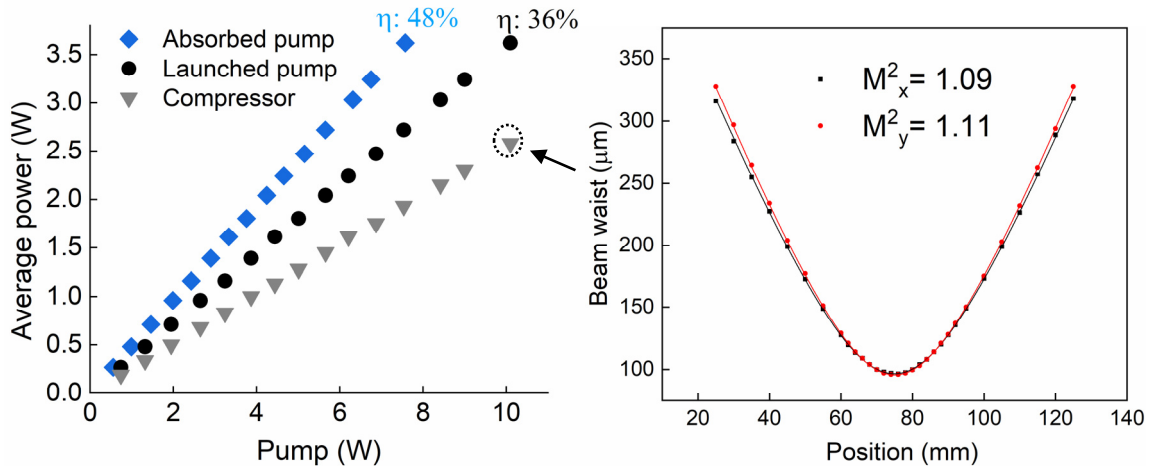 η: 48%
η: 36%
Absorbed pump
Launched pump
Compressor
Average power (W)
3.5
3.0
2.5
2.0
1.5
1.0
0.5
0.0
0 2 4 6 8 10
Pump (W)
M²ₓ= 1.09
M²y= 1.11
Beam waist (μm)
350
300
250
200
150
100
20 40 60 80 100 120 140
Position (mm)